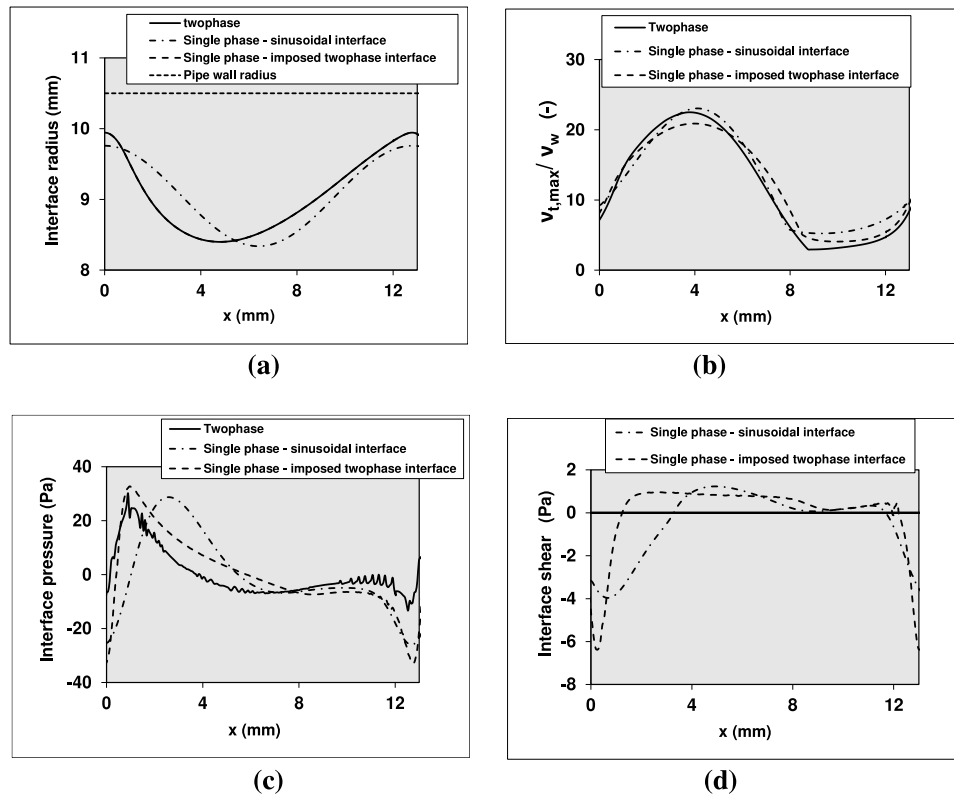 twophase
Single phase - sinusoidal interface
Single phase - imposed twophase interface
Pipe wall radius
11
10
9
8
0 4 8 12
Interface radius (mm)
x (mm)
(a)
Twophase
Single phase - sinusoidal interface
Single phase - imposed twophase interface
30
20
10
0
0 4 8 12
νt,max/ νw (-)
x (mm)
(b)
Twophase
Single phase - sinusoidal interface
Single phase - imposed twophase interface
40
20
0
-20
-40
0 4 8 12
Interface pressure (Pa)
x (mm)
(c)
Single phase - sinusoidal interface
Single phase - imposed twophase interface
2
0
-2
-4
-6
-8
0 4 8 12
Interface shear (Pa)
x (mm)
(d)